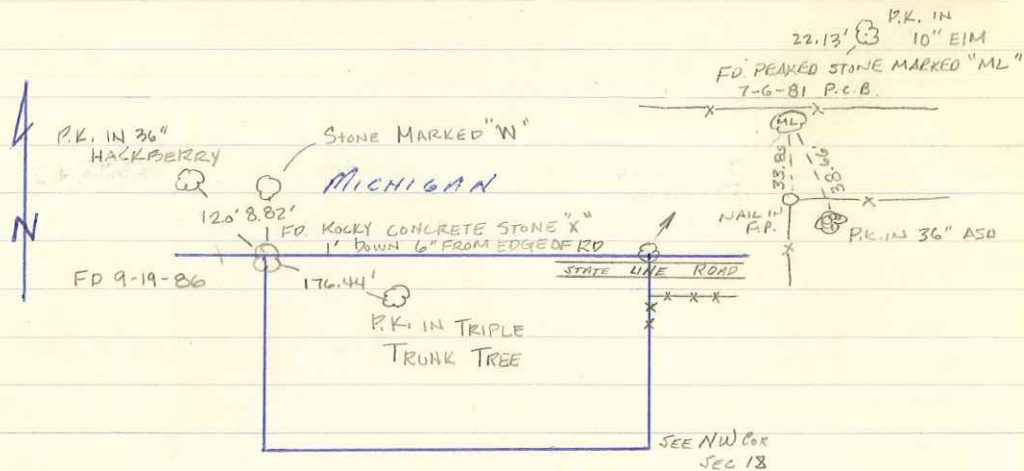 P.K. IN
22.13' 10" ElM
FD. PEAKED STONE MARKED "ML"
7-6-81 P.C.B.
P.K. IN 36"
HACKBERRY
STONE MARKED "W"
MICHIGAN
ML
33.85
38.66
N
12.0' 8.82'
FD. ROCKY CONCRETE STONE "X"
1' DOWN 6" FROM EDGE OF RD
NAIL IN
F.P.
P.K. IN 36" ASH
FD 9-19-86
176.44'
STATE LINE ROAD
P.K. IN TRIPLE
TRUNK TREE
SEE NW COR
SEC 18